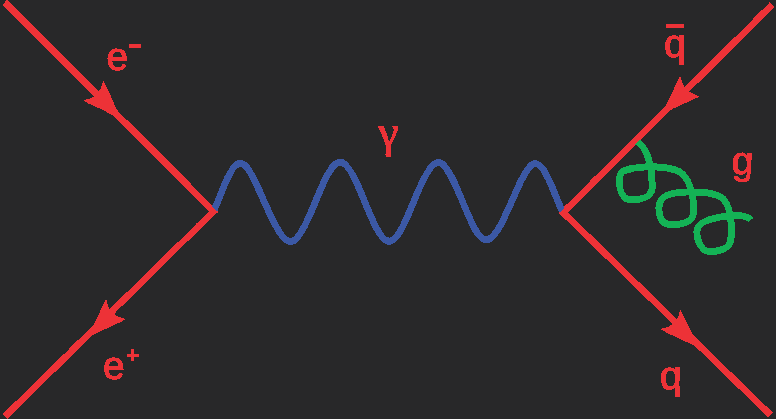 e⁻
q̄
γ
g
e⁺
q